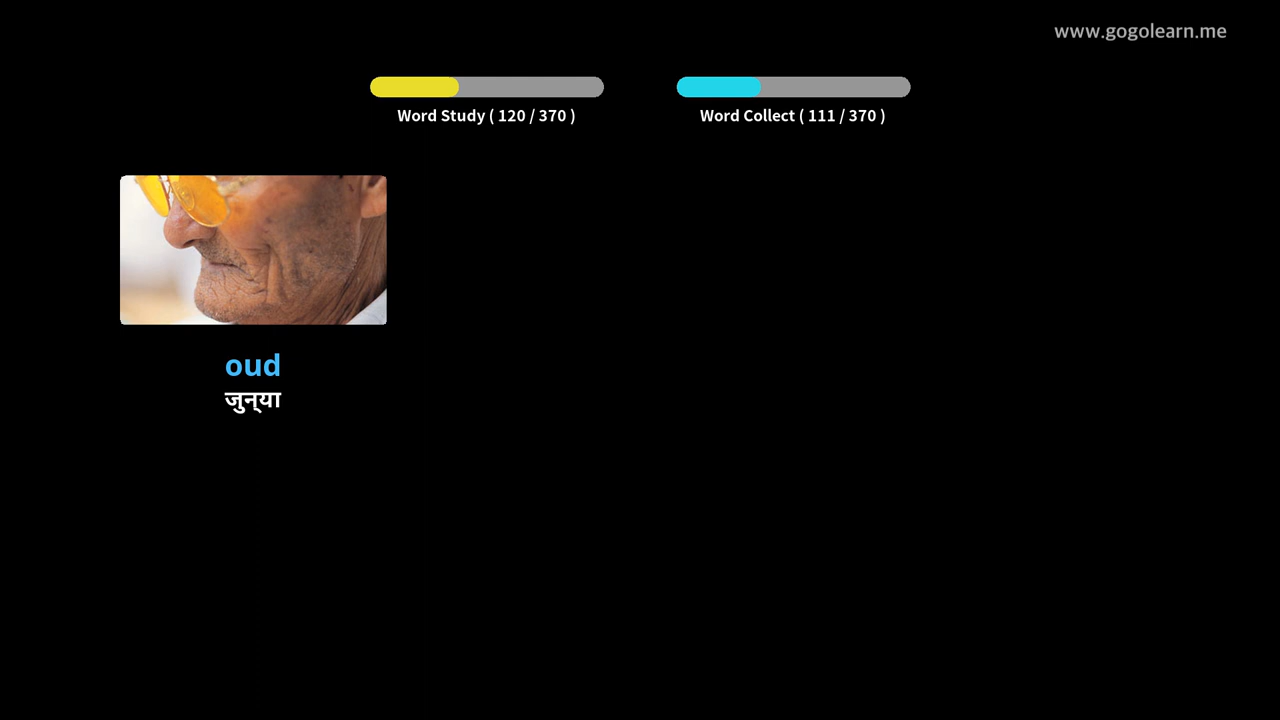 www.gogolearn.me
Word Study ( 120 / 370 )
Word Collect ( 111 / 370 )
oud
जुन्या